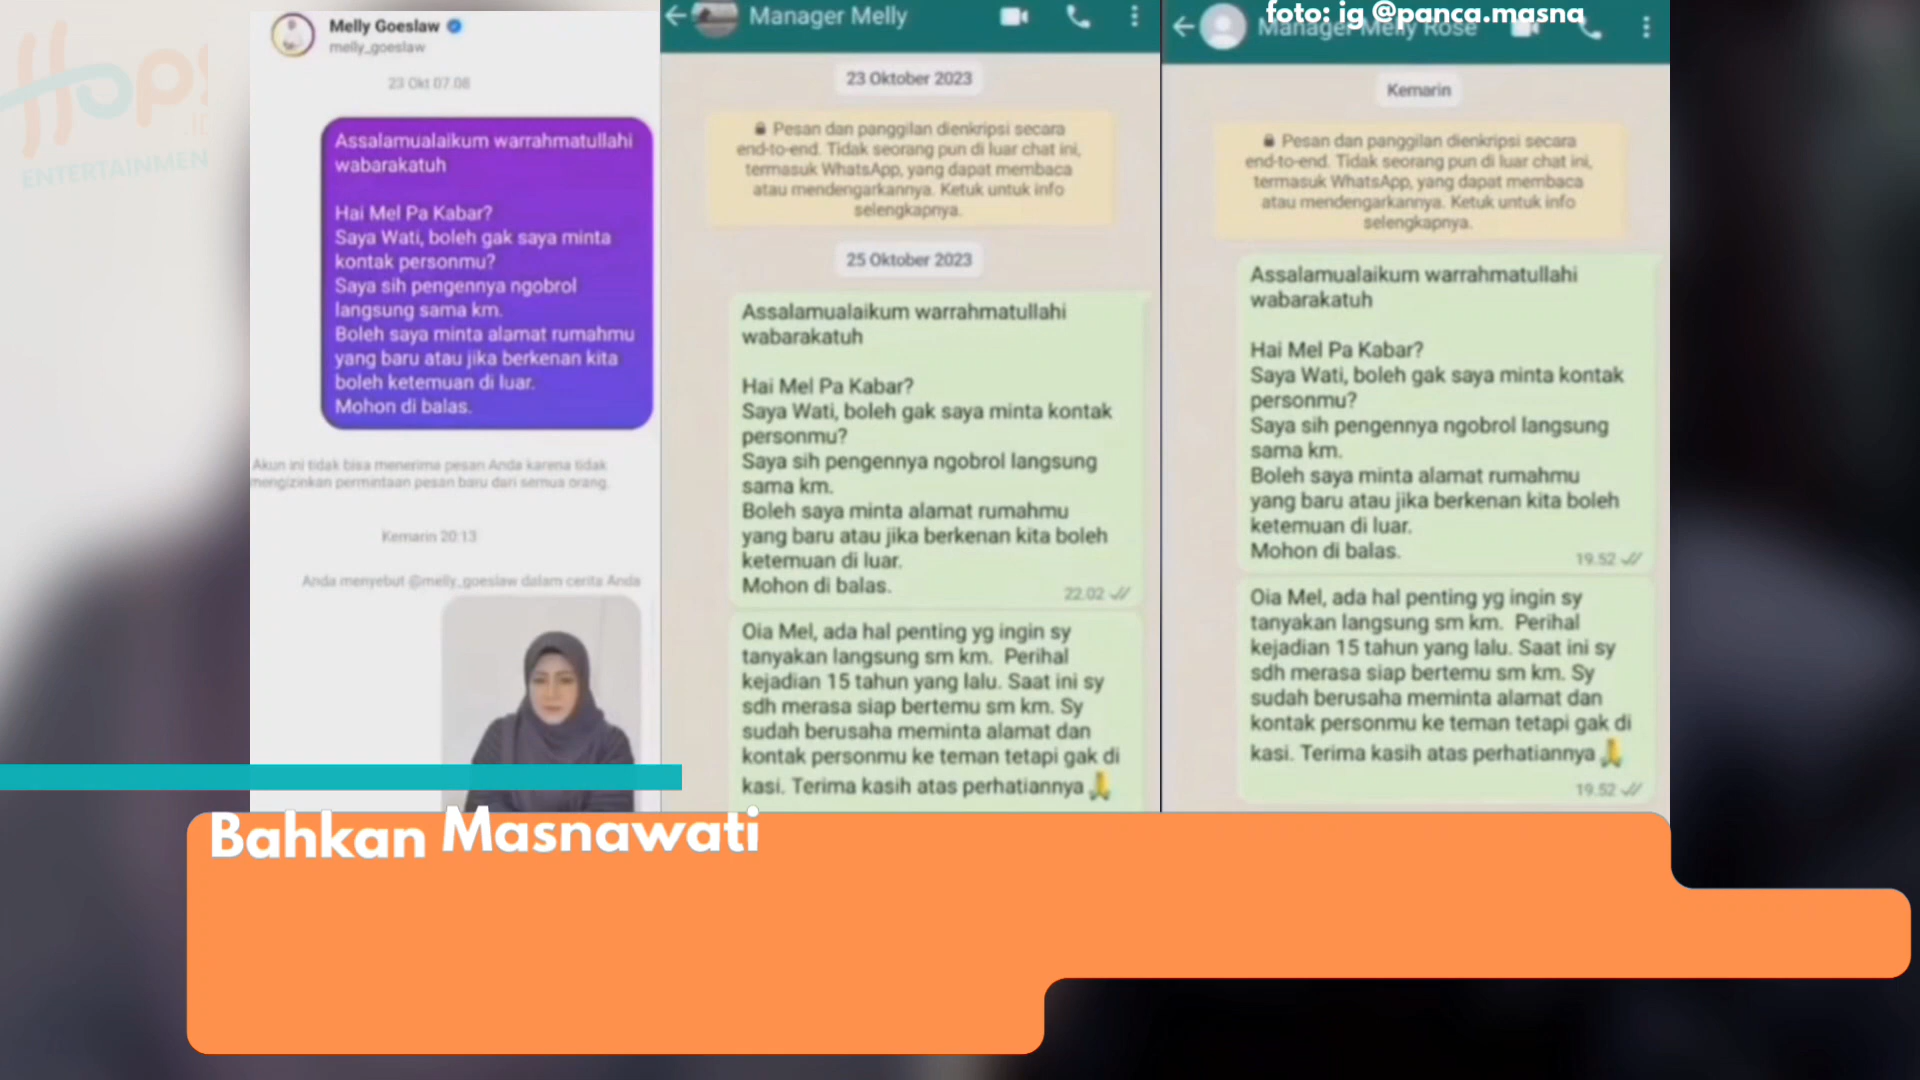 Hops
.ID
ENTERTAINMEN
Melly Goeslaw
melly_goeslaw
23 Okt 07.08
Assalamualaikum warrahmatullahi
wabarakatuh
Hai Mel Pa Kabar?
Saya Wati, boleh gak saya minta
kontak personmu?
Saya sih pengennya ngobrol
langsung sama km.
Boleh saya minta alamat rumahmu
yang baru atau jika berkenan kita
boleh ketemuan di luar.
Mohon di balas.
Akun ini tidak bisa menerima pesan Anda karena tidak
mengizinkan permintaan pesan baru dari semua orang.
Kemarin 20:13
Anda menyebut @melly_goeslaw dalam cerita Anda
Manager Melly
23 Oktober 2023
Pesan dan panggilan dienkripsi secara
end-to-end. Tidak seorang pun di luar chat ini,
termasuk WhatsApp, yang dapat membaca
atau mendengarkannya. Ketuk untuk info
selengkapnya.
25 Oktober 2023
Assalamualaikum warrahmatullahi
wabarakatuh
Hai Mel Pa Kabar?
Saya Wati, boleh gak saya minta kontak
personmu?
Saya sih pengennya ngobrol langsung
sama km.
Boleh saya minta alamat rumahmu
yang baru atau jika berkenan kita boleh
ketemuan di luar.
Mohon di balas.
22.02
Oia Mel, ada hal penting yg ingin sy
tanyakan langsung sm km. Perihal
kejadian 15 tahun yang lalu. Saat ini sy
sdh merasa siap bertemu sm km. Sy
sudah berusaha meminta alamat dan
kontak personmu ke teman tetapi gak di
kasi. Terima kasih atas perhatiannya🙏
foto: ig @panca.masna
Manager Melly Rose
Kemarin
Pesan dan panggilan dienkripsi secara
end-to-end. Tidak seorang pun di luar chat ini,
termasuk WhatsApp, yang dapat membaca
atau mendengarkannya. Ketuk untuk info
selengkapnya.
Assalamualaikum warrahmatullahi
wabarakatuh
Hai Mel Pa Kabar?
Saya Wati, boleh gak saya minta kontak
personmu?
Saya sih pengennya ngobrol langsung
sama km.
Boleh saya minta alamat rumahmu
yang baru atau jika berkenan kita boleh
ketemuan di luar.
Mohon di balas.
19.52
Oia Mel, ada hal penting yg ingin sy
tanyakan langsung sm km. Perihal
kejadian 15 tahun yang lalu. Saat ini sy
sdh merasa siap bertemu sm km. Sy
sudah berusaha meminta alamat dan
kontak personmu ke teman tetapi gak di
kasi. Terima kasih atas perhatiannya🙏
19.52
Bahkan Masnawati